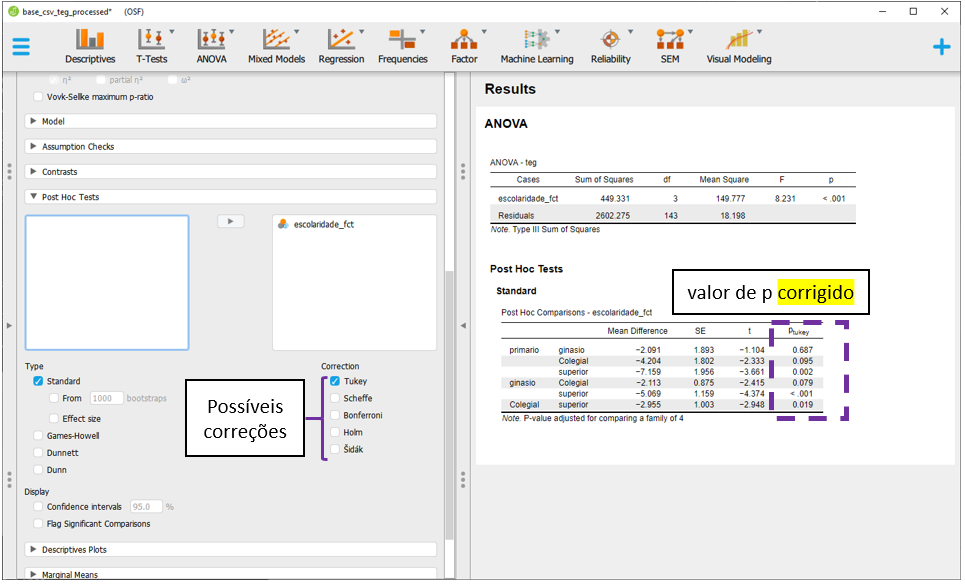 base_csv_teg_processed* (OSF)
Descriptives T-Tests ANOVA Mixed Models Regression Frequencies Factor Machine Learning Reliability SEM Visual Modeling
η² partial η² ω²
Vovk-Sellke maximum p-ratio
Model
Assumption Checks
Contrasts
Post Hoc Tests
escolaridade_fct
Type
Standard
From 1000 bootstraps
Effect size
Games-Howell
Dunnett
Dunn
Possíveis
correções
Correction
Tukey
Scheffe
Bonferroni
Holm
Šidák
Display
Confidence intervals 95.0 %
Flag Significant Comparisons
Descriptives Plots
Marginal Means
Results
ANOVA
ANOVA - teg
Cases Sum of Squares df Mean Square F p
escolaridade_fct 449.331 3 149.777 8.231 < .001
Residuals 2602.275 143 18.198
Note. Type III Sum of Squares
Post Hoc Tests
Standard
valor de p corrigido
Post Hoc Comparisons - escolaridade_fct
Mean Difference SE t ptukey
primario ginasio −2.091 1.893 −1.104 0.687
Colegial −4.204 1.802 −2.333 0.095
superior −7.159 1.956 −3.661 0.002
ginasio Colegial −2.113 0.875 −2.415 0.079
superior −5.069 1.159 −4.374 < .001
Colegial superior −2.955 1.003 −2.948 0.019
Note. P-value adjusted for comparing a family of 4